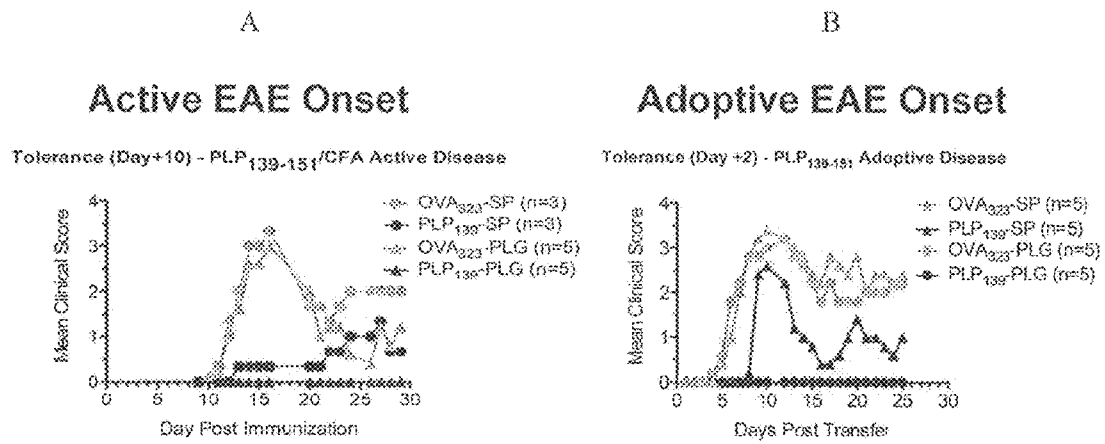 A
B
Active EAE Onset
Adoptive EAE Onset
Tolerance (Day+10) - PLP139-151/CFA Active Disease
Tolerance (Day +2) - PLP139-151 Adoptive Disease
Mean Clinical Score
4
3
2
1
0
0 5 10 15 20 25 30
Day Post Immunization
OVA323-SP (n=3)
PLP139-SP (n=3)
OVA323-PLG (n=5)
PLP139-PLG (n=5)
Mean Clinical Score
4
3
2
1
0
0 5 10 15 20 25 30
Days Post Transfer
OVA323-SP (n=5)
PLP139-SP (n=5)
OVA323-PLG (n=5)
PLP139-PLG (n=5)